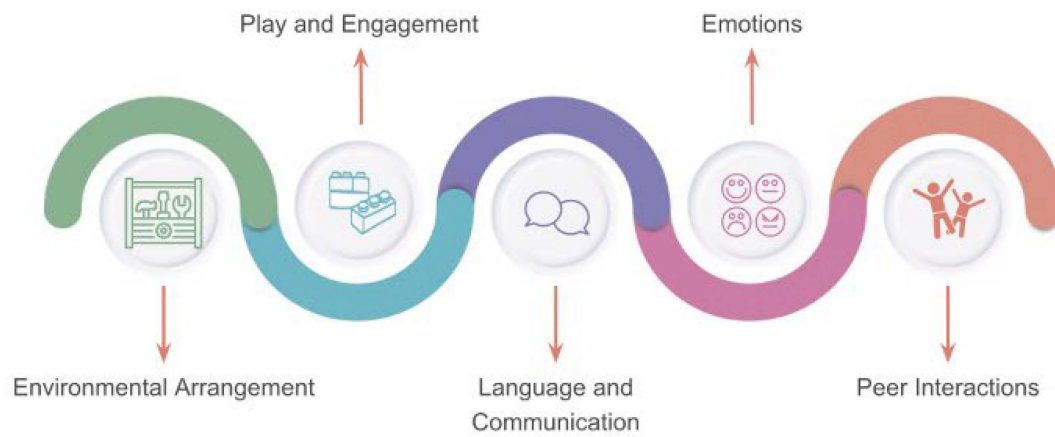 Play and Engagement
Emotions
Environmental Arrangement
Language and
Communication
Peer Interactions